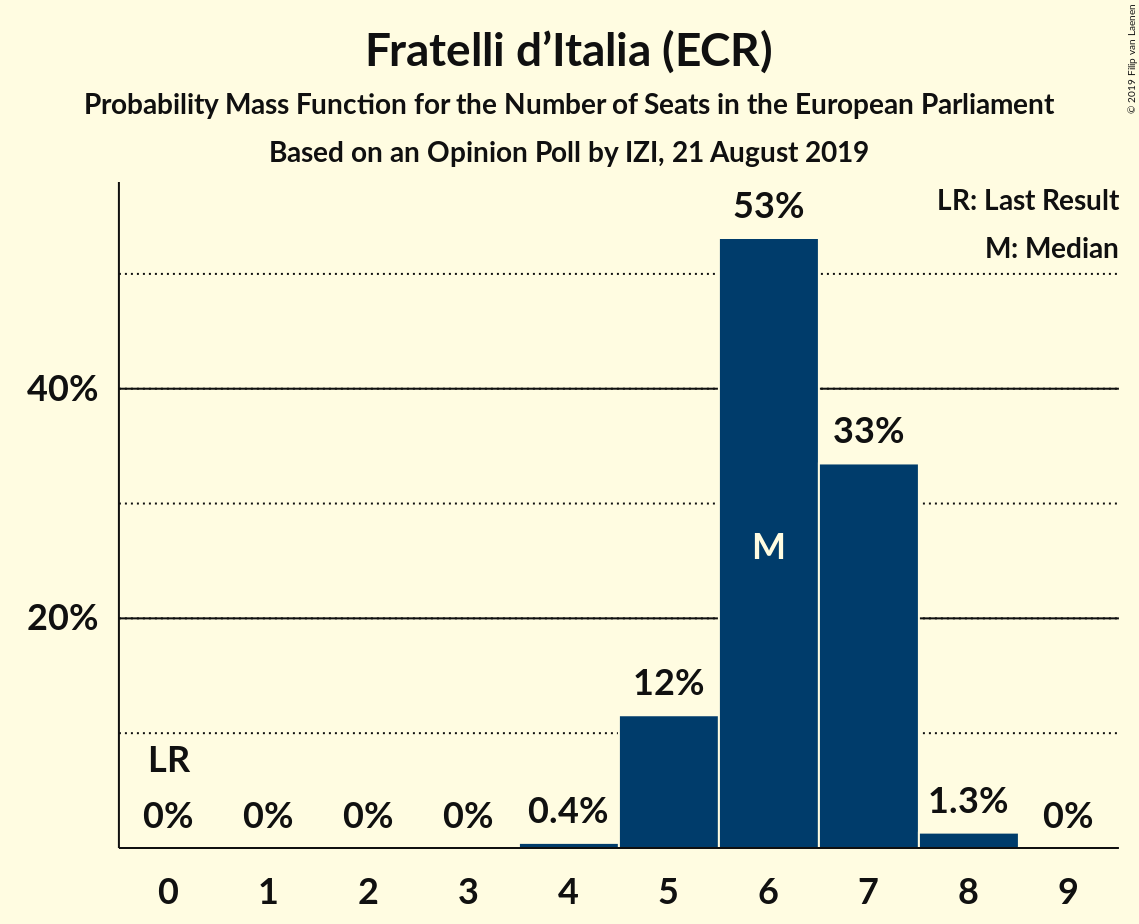 Fratelli d’Italia (ECR)
Probability Mass Function for the Number of Seats in the European Parliament
Based on an Opinion Poll by IZI, 21 August 2019
© 2019 Filip van Laenen
LR: Last Result
M: Median
53%
40%
33%
M
20%
12%
LR
0% 0% 0% 0% 0.4% 1.3% 0%
0 1 2 3 4 5 6 7 8 9